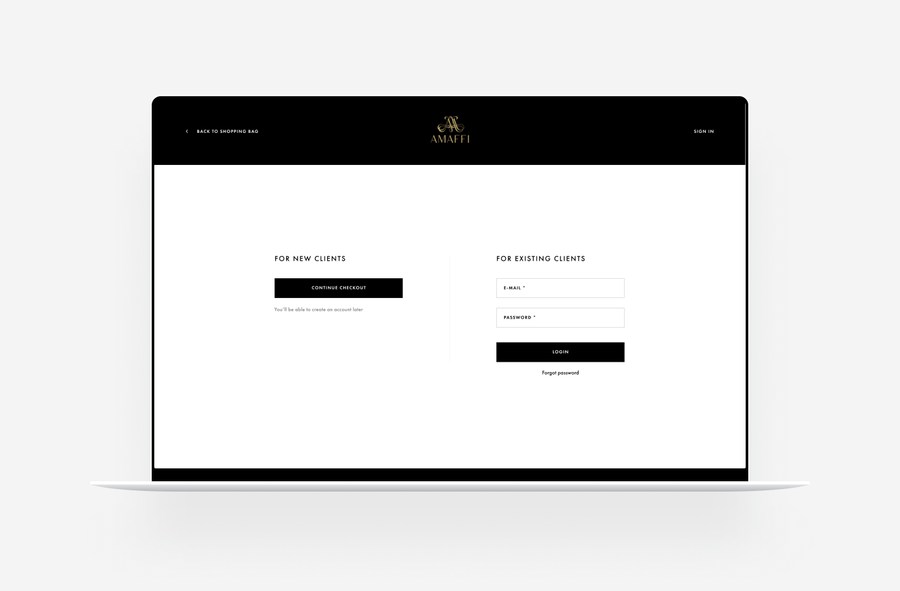 BACK TO SHOPPING BAG
AMAFFI
SIGN IN
FOR NEW CLIENTS
CONTINUE CHECKOUT
You'll be able to create an account later
FOR EXISTING CLIENTS
E-MAIL *
PASSWORD *
LOGIN
Forgot password